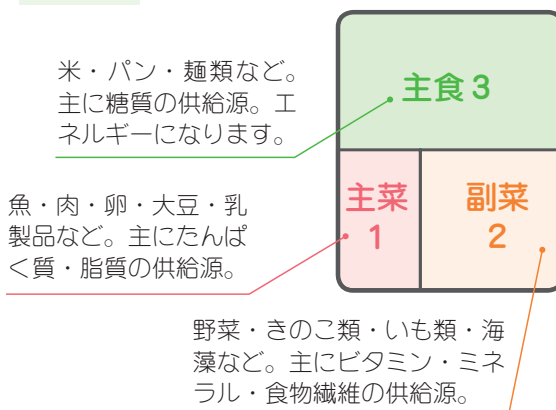 米・パン・麺類など。
主に糖質の供給源。エ
ネルギーになります。
主食3
魚・肉・卵・大豆・乳
製品など。主にたんぱ
く質・脂質の供給源。
主菜
1
副菜
2
野菜・きのこ類・いも類・海
藻など。主にビタミン・ミネ
ラル・食物繊維の供給源。